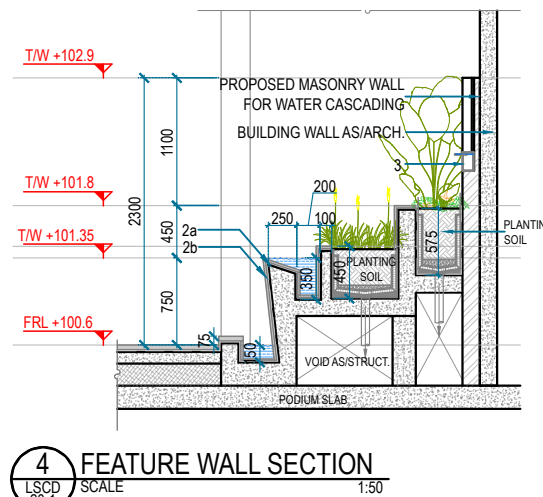 T/W +102.9
PROPOSED MASONRY WALL
FOR WATER CASCADING
BUILDING WALL AS/ARCH.
1100
3
T/W +101.8
200
2300
250
100
2a
450
PLANTING
SOIL
575
T/W +101.35
2b
PLANTING
SOIL
450
350
750
FRL +100.6
75
150
VOID AS/STRUCT.
PODIUM SLAB
4
LSCD
FEATURE WALL SECTION
SCALE
1:50